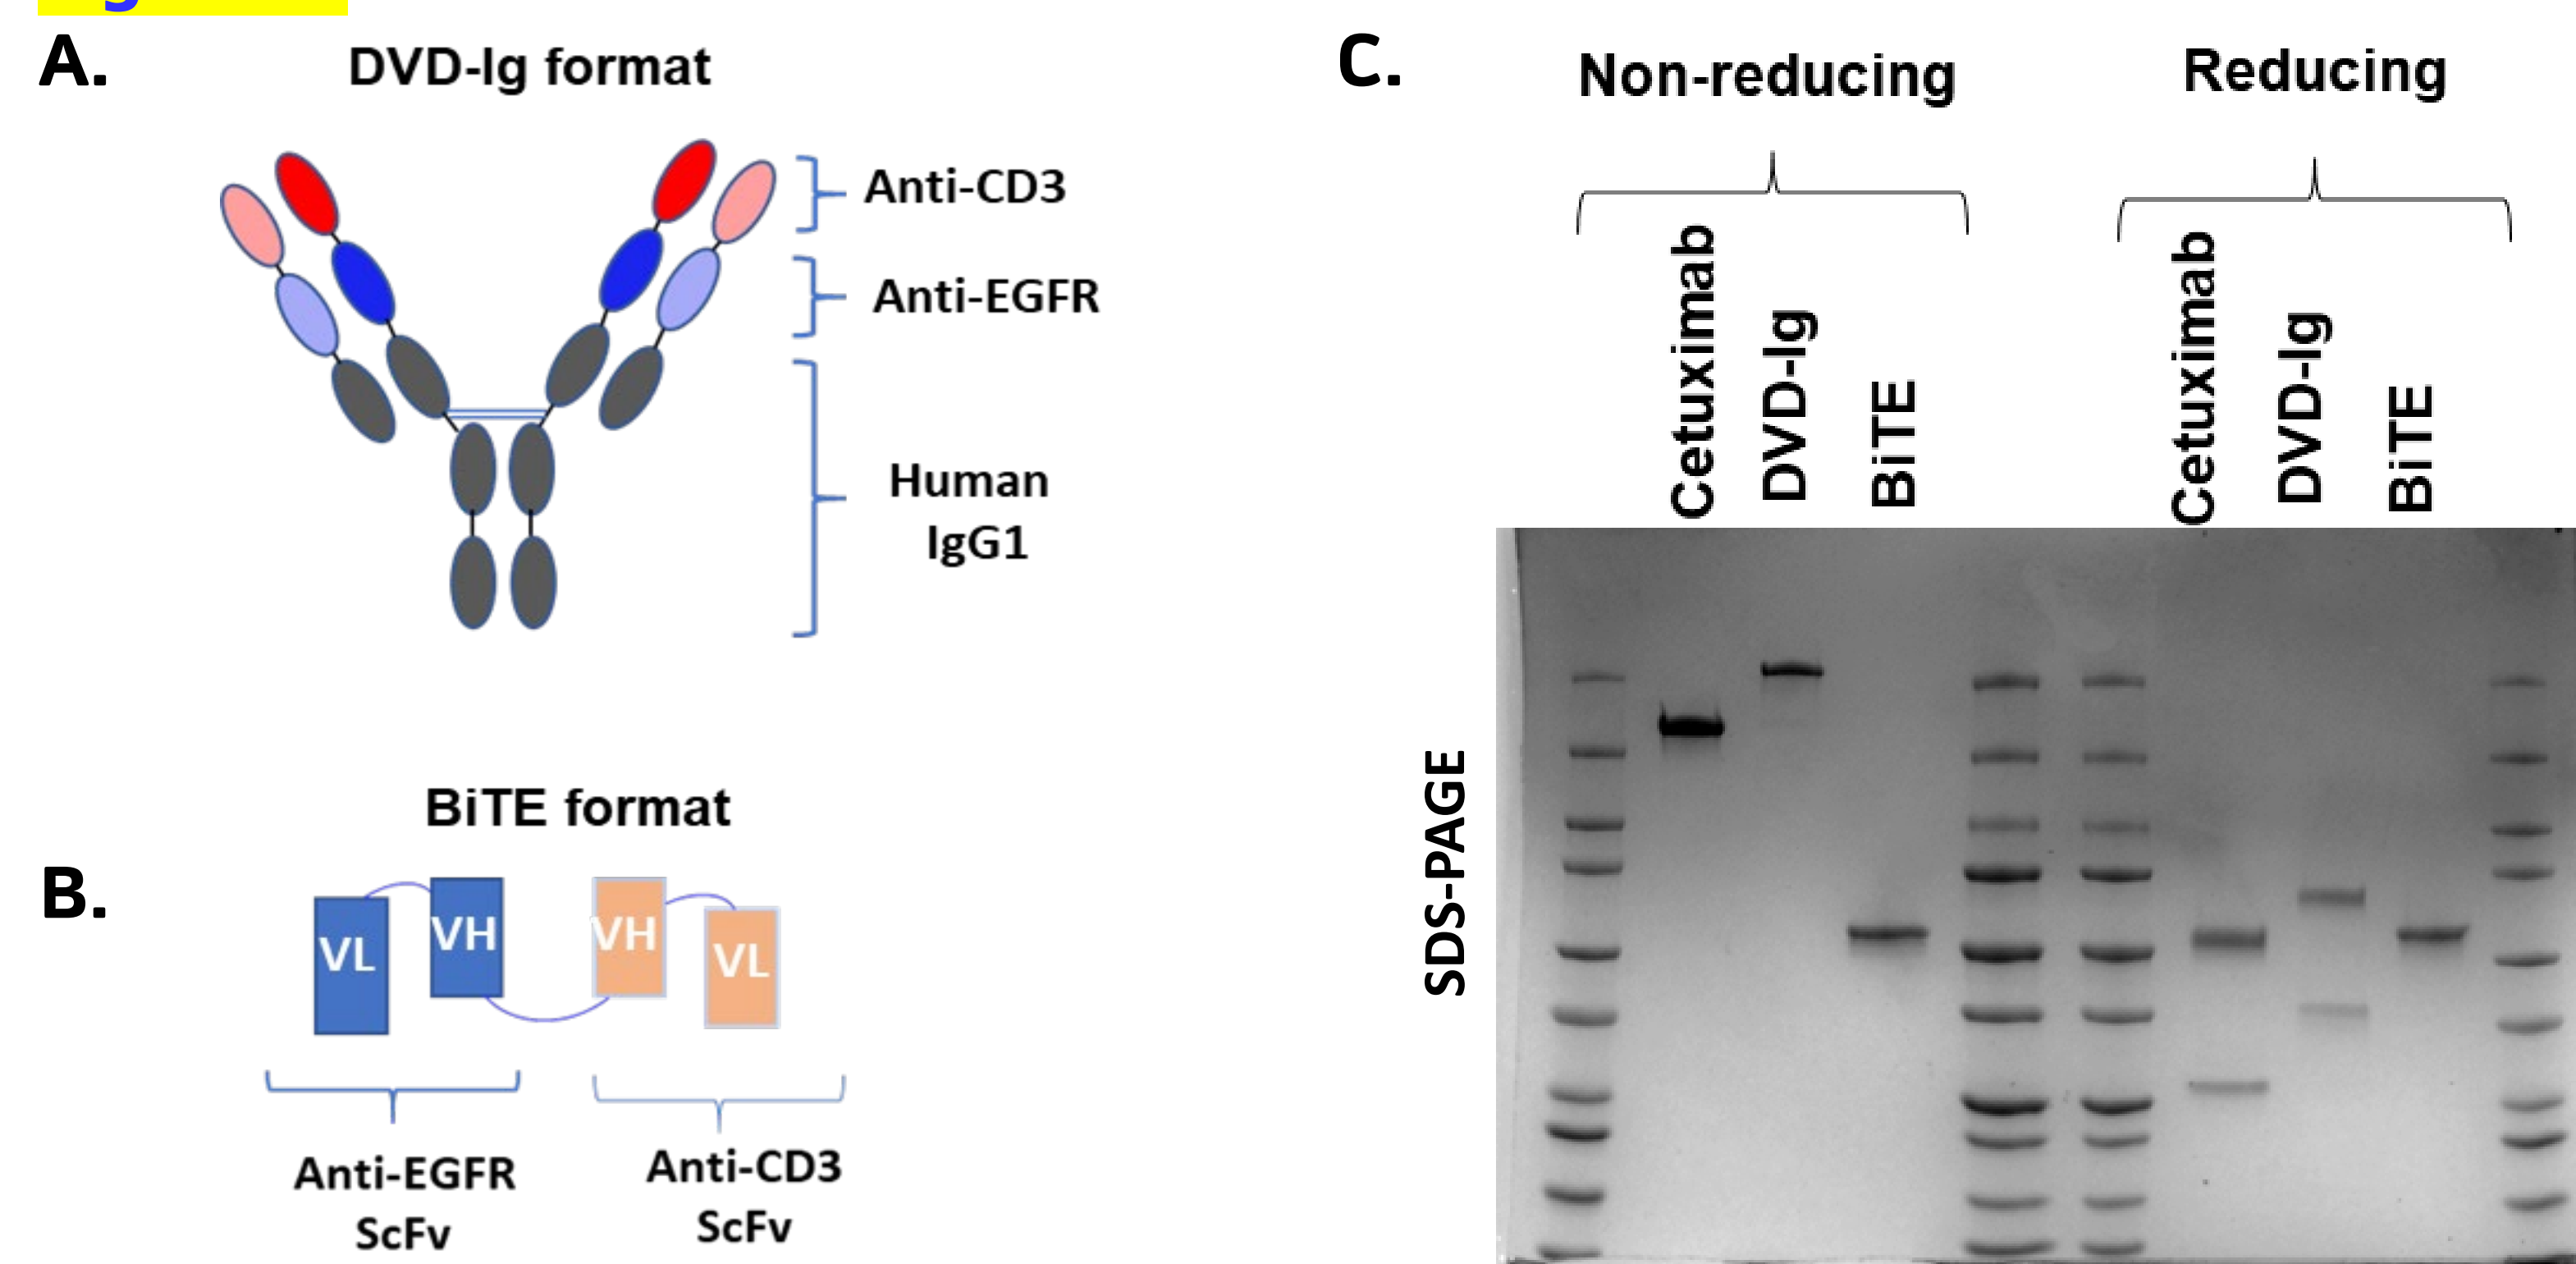 A.
DVD-Ig format
Anti-CD3
Anti-EGFR
Human
IgG1
BiTE format
B.
VL
VH
VH
VL
Anti-EGFR
ScFv
Anti-CD3
ScFv
C.
Non-reducing
Reducing
Cetuximab
DVD-Ig
BiTE
Cetuximab
DVD-Ig
BiTE
SDS-PAGE